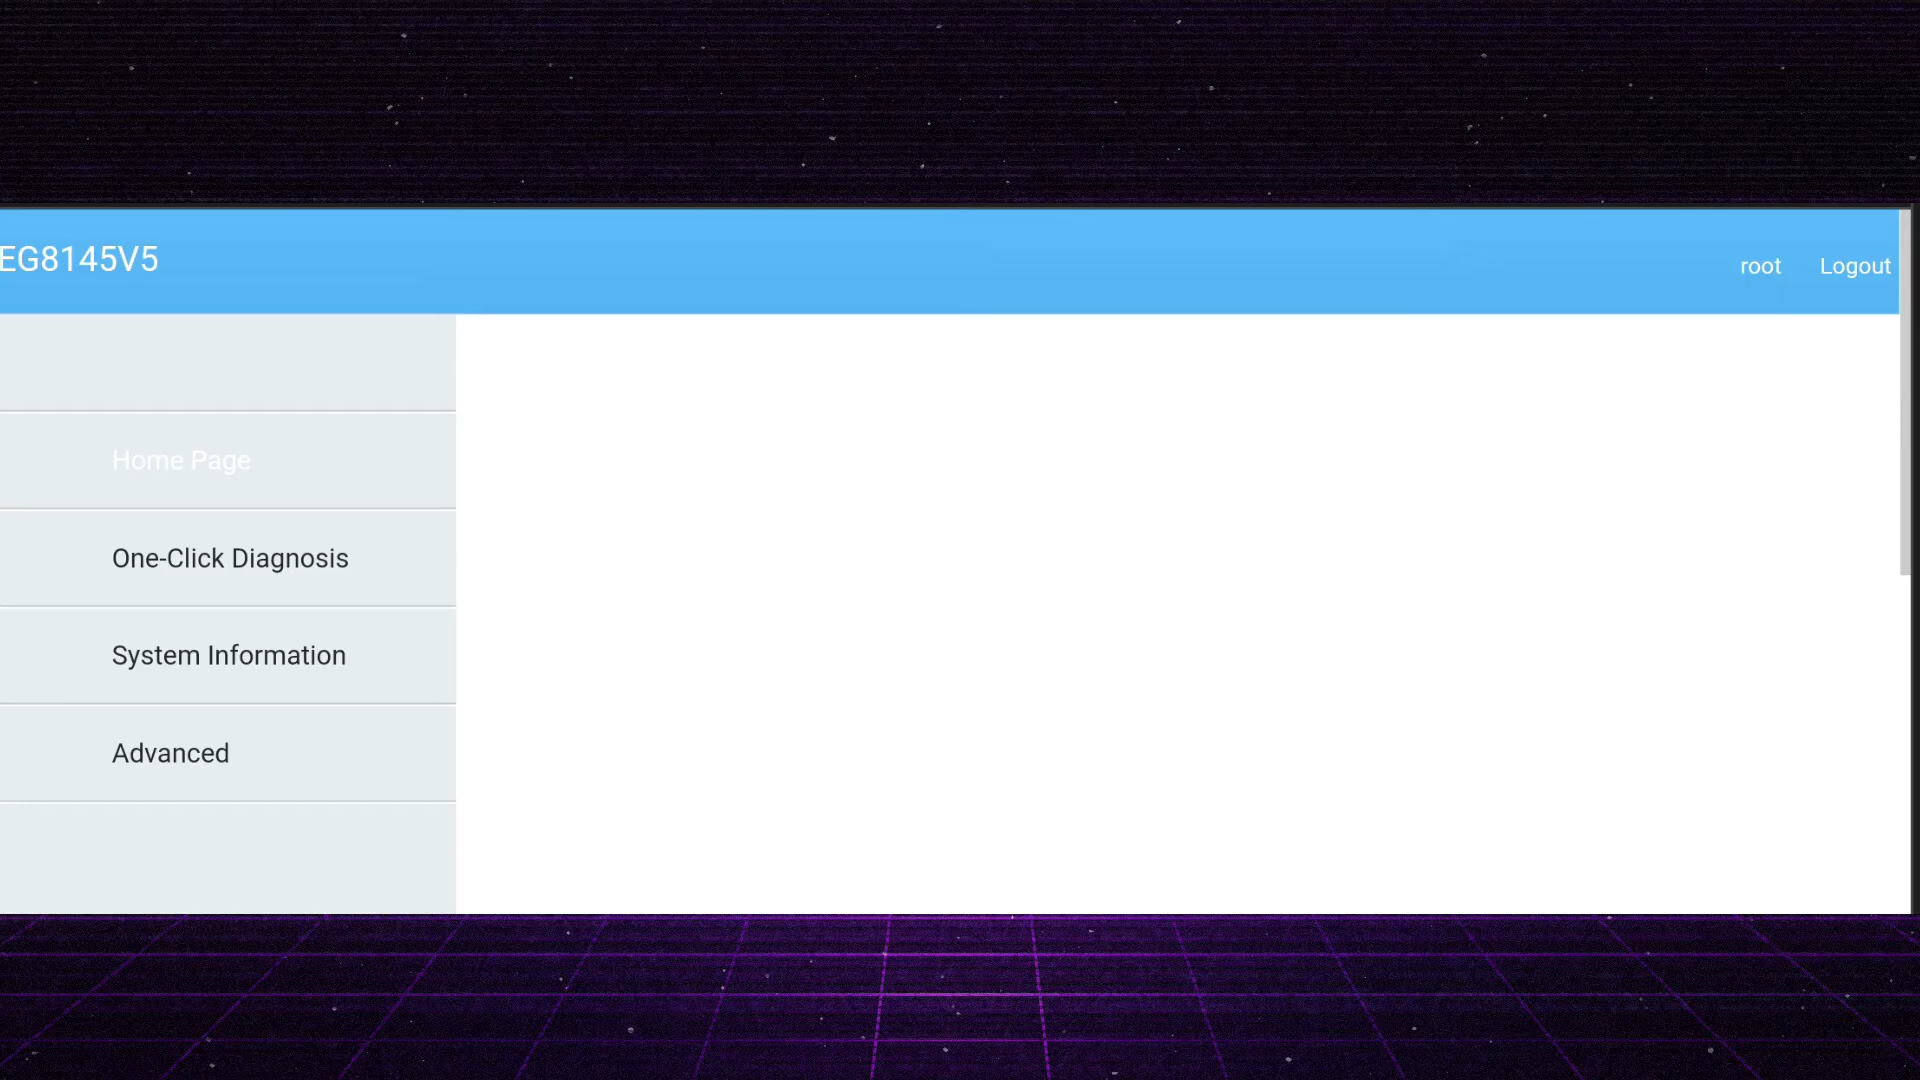 EG8145V5
root Logout
Home Page
One-Click Diagnosis
System Information
Advanced